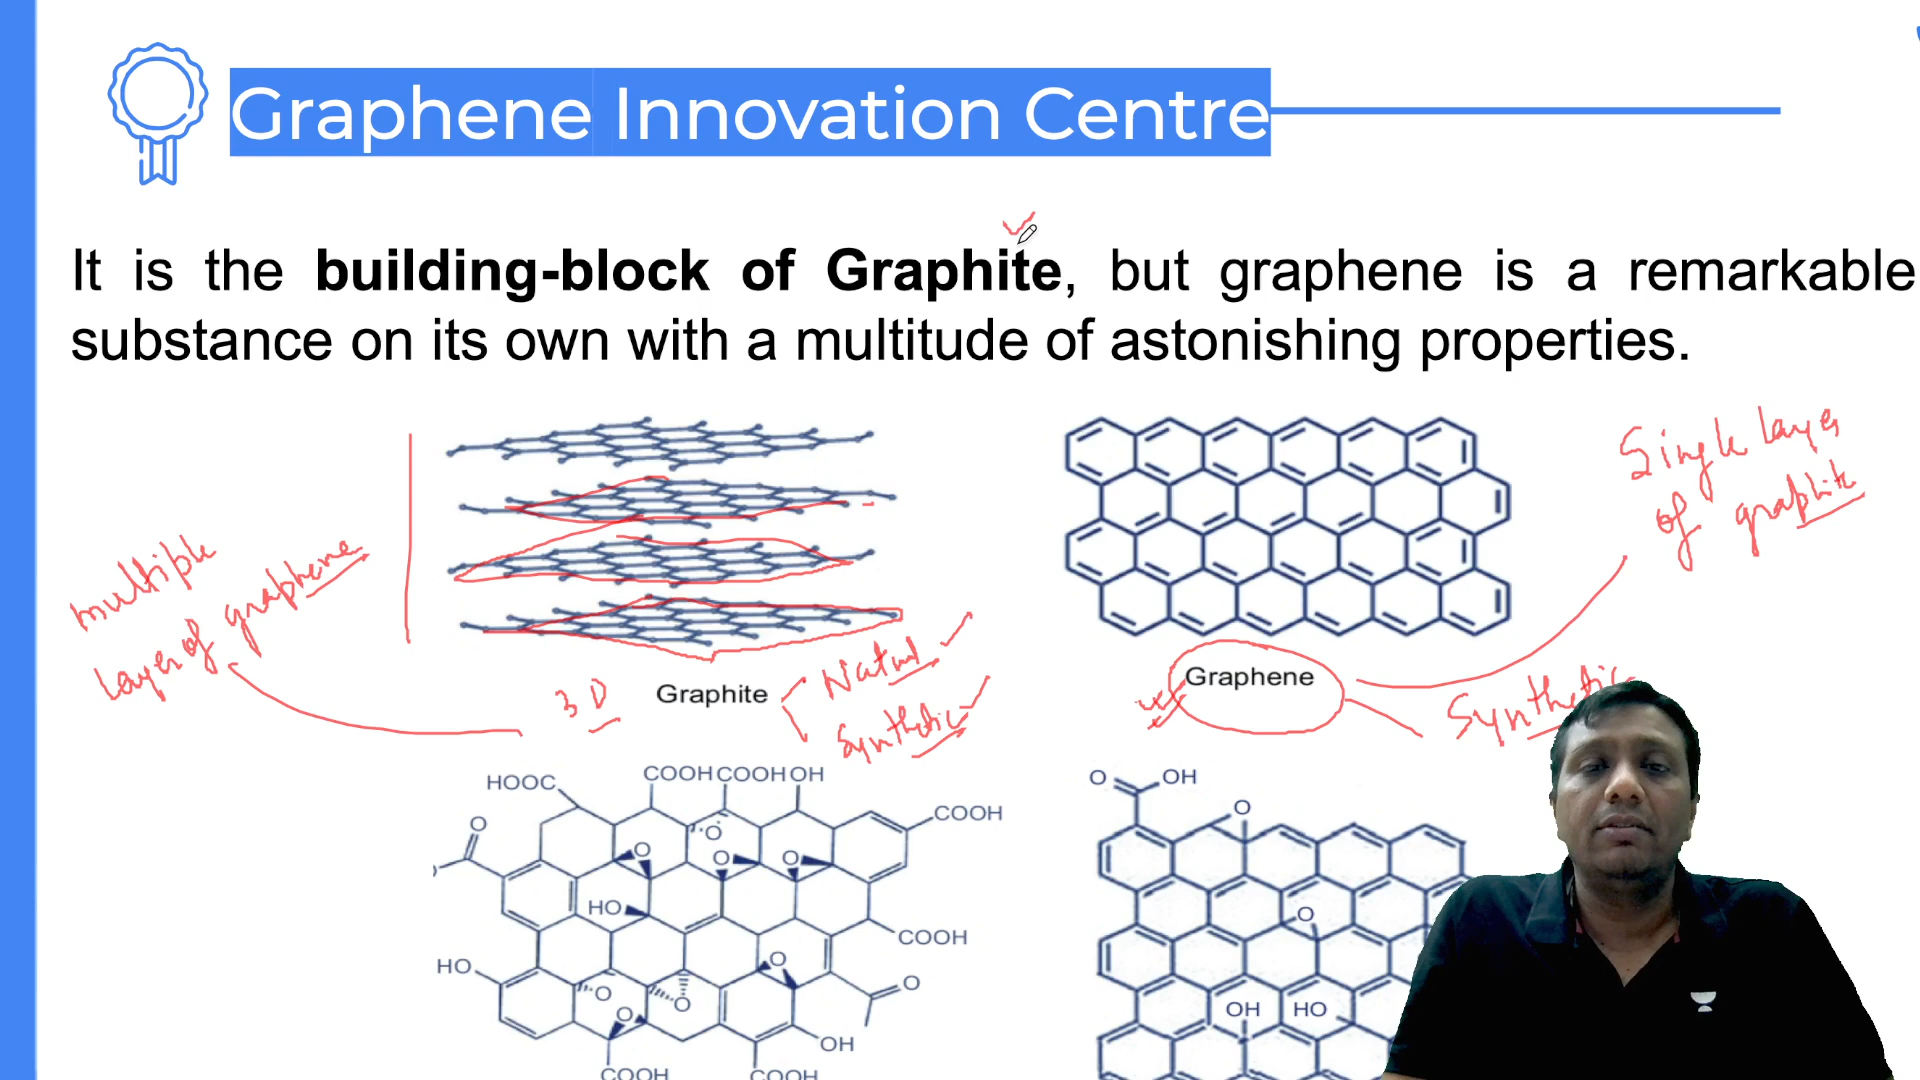 Graphene Innovation Centre
It is the building-block of Graphite, but graphene is a remarkable
substance on its own with a multitude of astonishing properties.
Single layer
of graphite
multiple
layer of graphene
3D
Graphite
Natural
Synthetic
Graphene
Synthetic
HOOC
COOH COOH OH
COOH
O
O
O
O
O
HO
COOH
HO
O
O
O
O
O
OH
COOH
COOH
O
OH
O
O
OH
HO